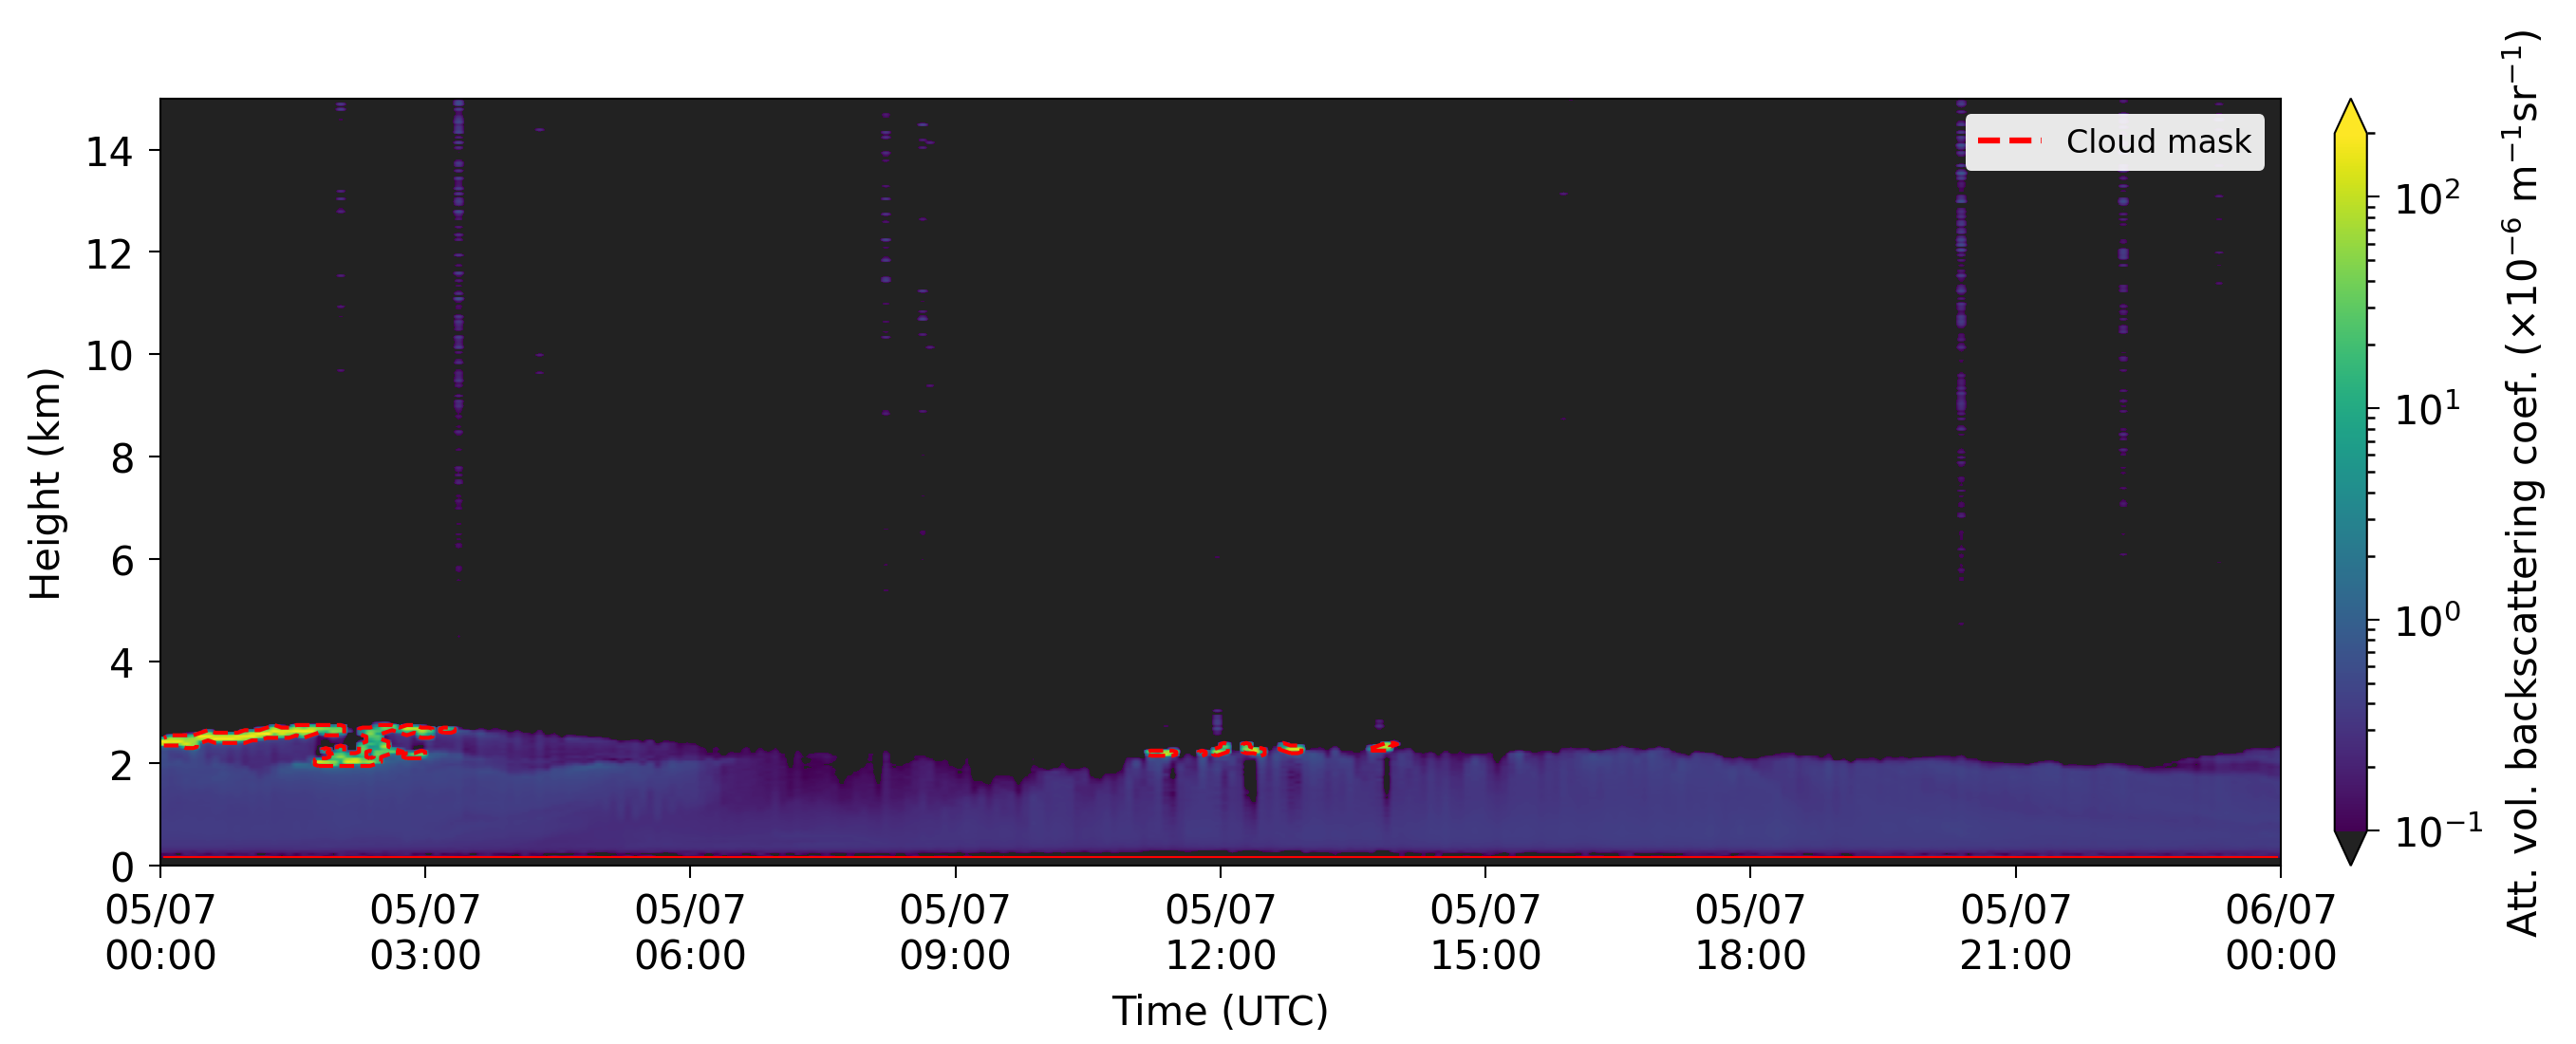 Cloud mask
14
12
10
8
6
4
2
0
Height (km)
05/07 05/07 05/07 05/07 05/07 05/07 05/07 05/07 06/07
00:00 03:00 06:00 09:00 12:00 15:00 18:00 21:00 00:00
Time (UTC)
10²
10¹
10⁰
10⁻¹
Att. vol. backscattering coef. (×10⁻⁶ m⁻¹sr⁻¹)